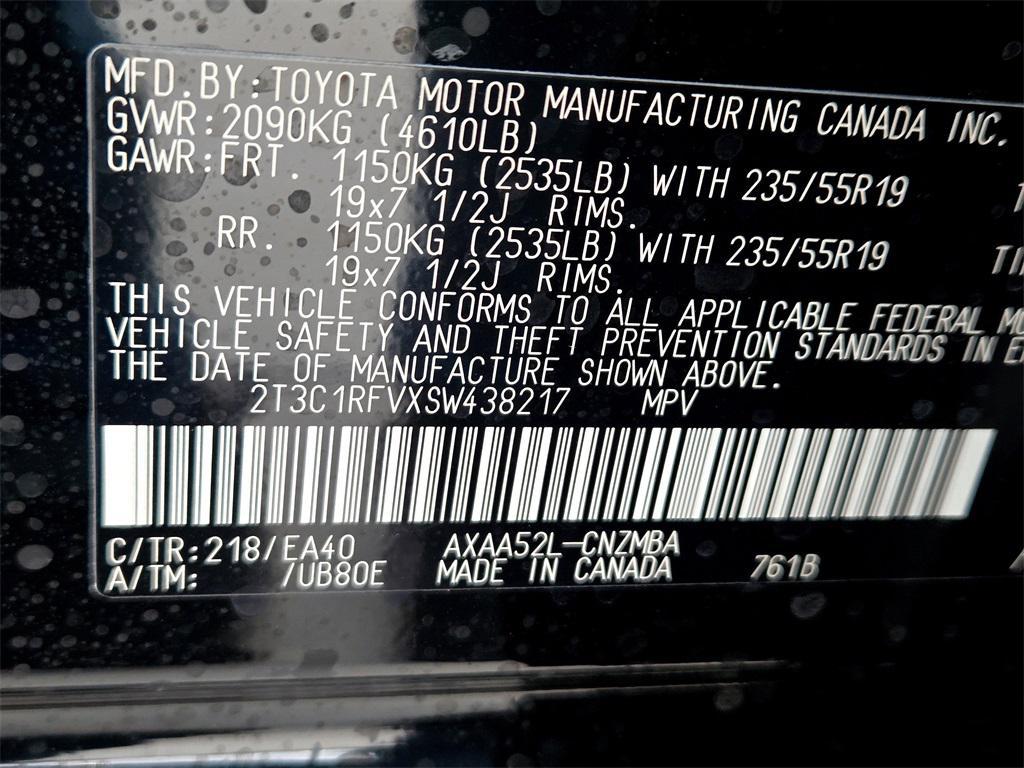 MFD.BY:TOYOTA MOTOR MANUFACTURING CANADA INC.
GVWR:2090KG (4610LB)
GAWR:FRT. 1150KG (2535LB) WITH 235/55R19
19x7 1/2J RIMS.
RR. 1150KG (2535LB) WITH 235/55R19
19x7 1/2J RIMS.
THIS VEHICLE CONFORMS TO ALL APPLICABLE FEDERAL
VEHICLE SAFETY AND THEFT PREVENTION STANDARDS IN
THE DATE OF MANUFACTURE SHOWN ABOVE.
2T3C1RFVXSW438217 MPV
C/TR:218/EA40 AXAA52L-CNZMBA
A/TM: /UB80E MADE IN CANADA 761B